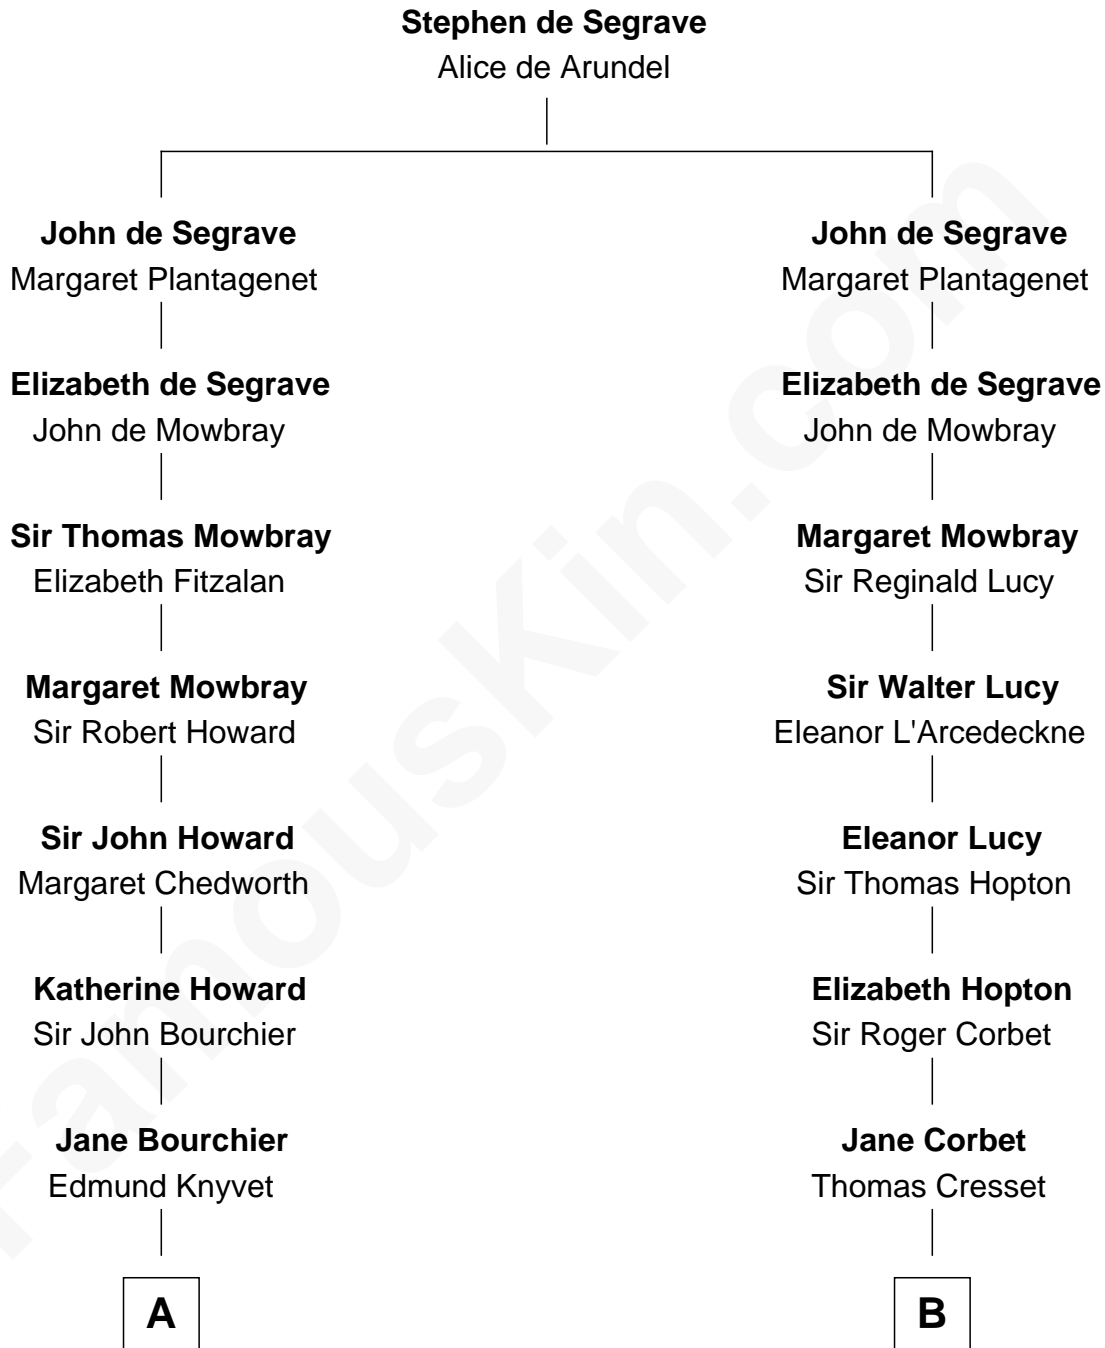 Stephen de Segrave
Alice de Arundel
John de Segrave
Margaret Plantagenet
Elizabeth de Segrave
John de Mowbray
Sir Thomas Mowbray
Elizabeth Fitzalan
Margaret Mowbray
Sir Robert Howard
Sir John Howard
Margaret Chedworth
Katherine Howard
Sir John Bourchier
Jane Bourchier
Edmund Knyvet
A
John de Segrave
Margaret Plantagenet
Elizabeth de Segrave
John de Mowbray
Margaret Mowbray
Sir Reginald Lucy
Sir Walter Lucy
Eleanor L'Arcedeckne
Eleanor Lucy
Sir Thomas Hopton
Elizabeth Hopton
Sir Roger Corbet
Jane Corbet
Thomas Cresset
B
FamousKin.com